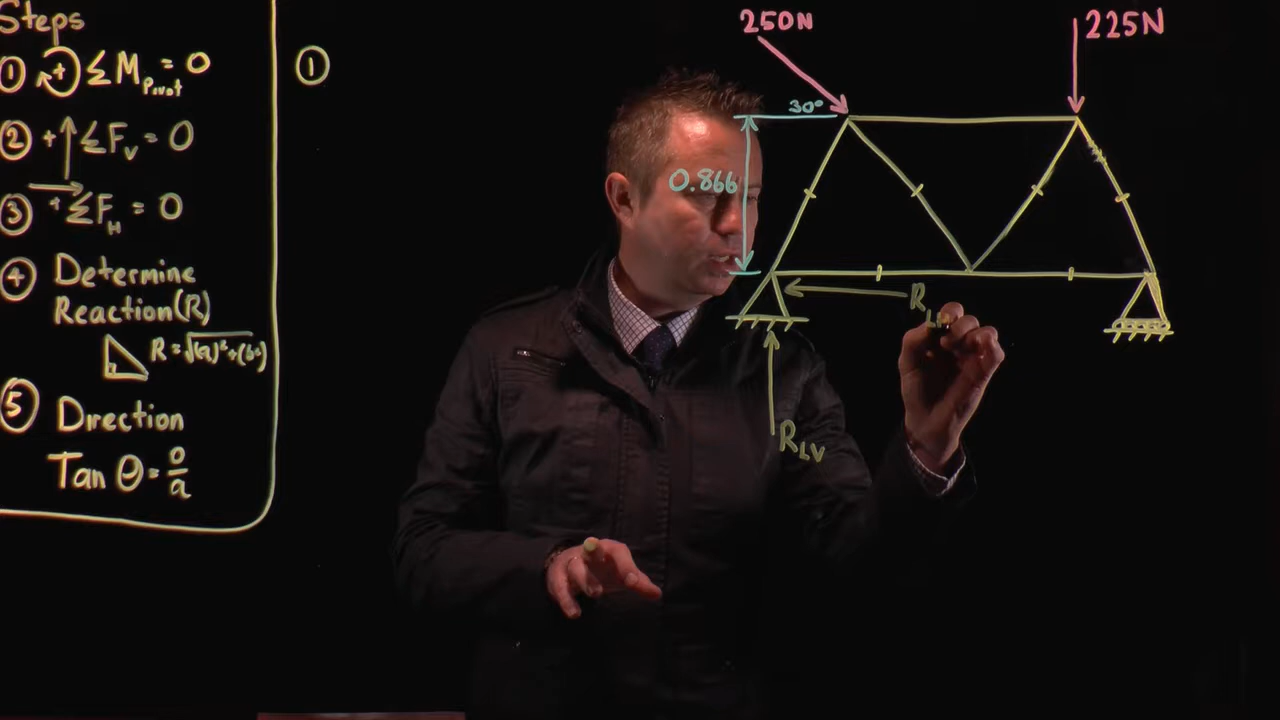 Steps
① + ΣM Pivot = 0
② + ↑ ΣF V = 0
③ + ΣF H = 0
④ Determine
Reaction(R)
R = √(a)²+(b²)
⑤ Direction
Tan θ = o/a
①
250N
225N
30°
0.866
R LV